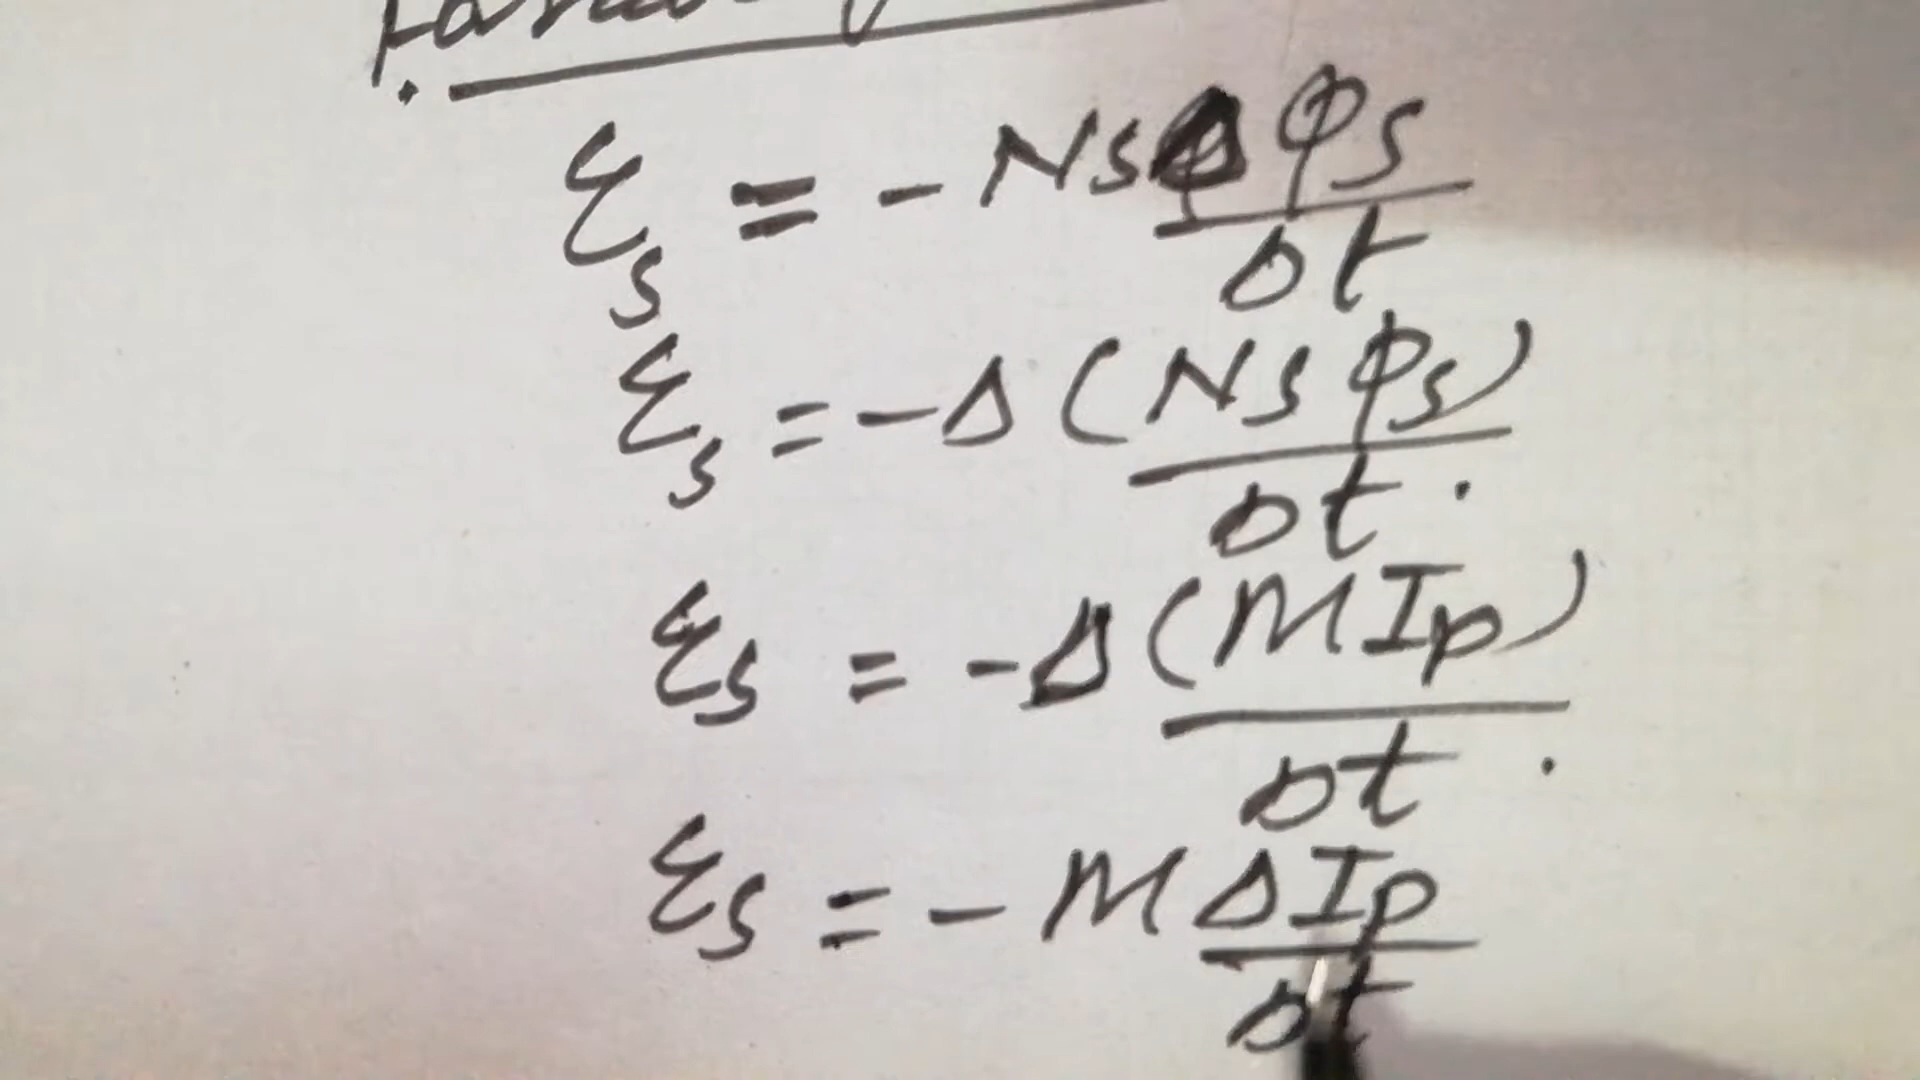 εs = - Ns Δφs / Δt
εs = - Δ (Ns φs) / Δt .
εs = - Δ (M Ip) / Δt .
εs = - M ΔIp / Δt